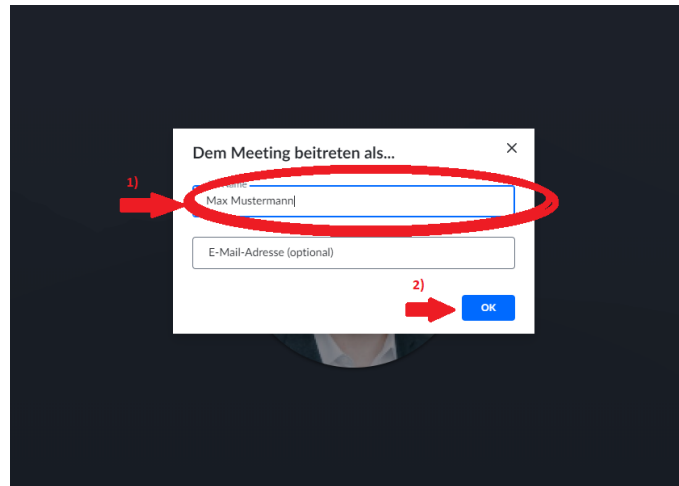 Dem Meeting beitreten als...
1)
Max Mustermann
E-Mail-Adresse (optional)
2)
OK